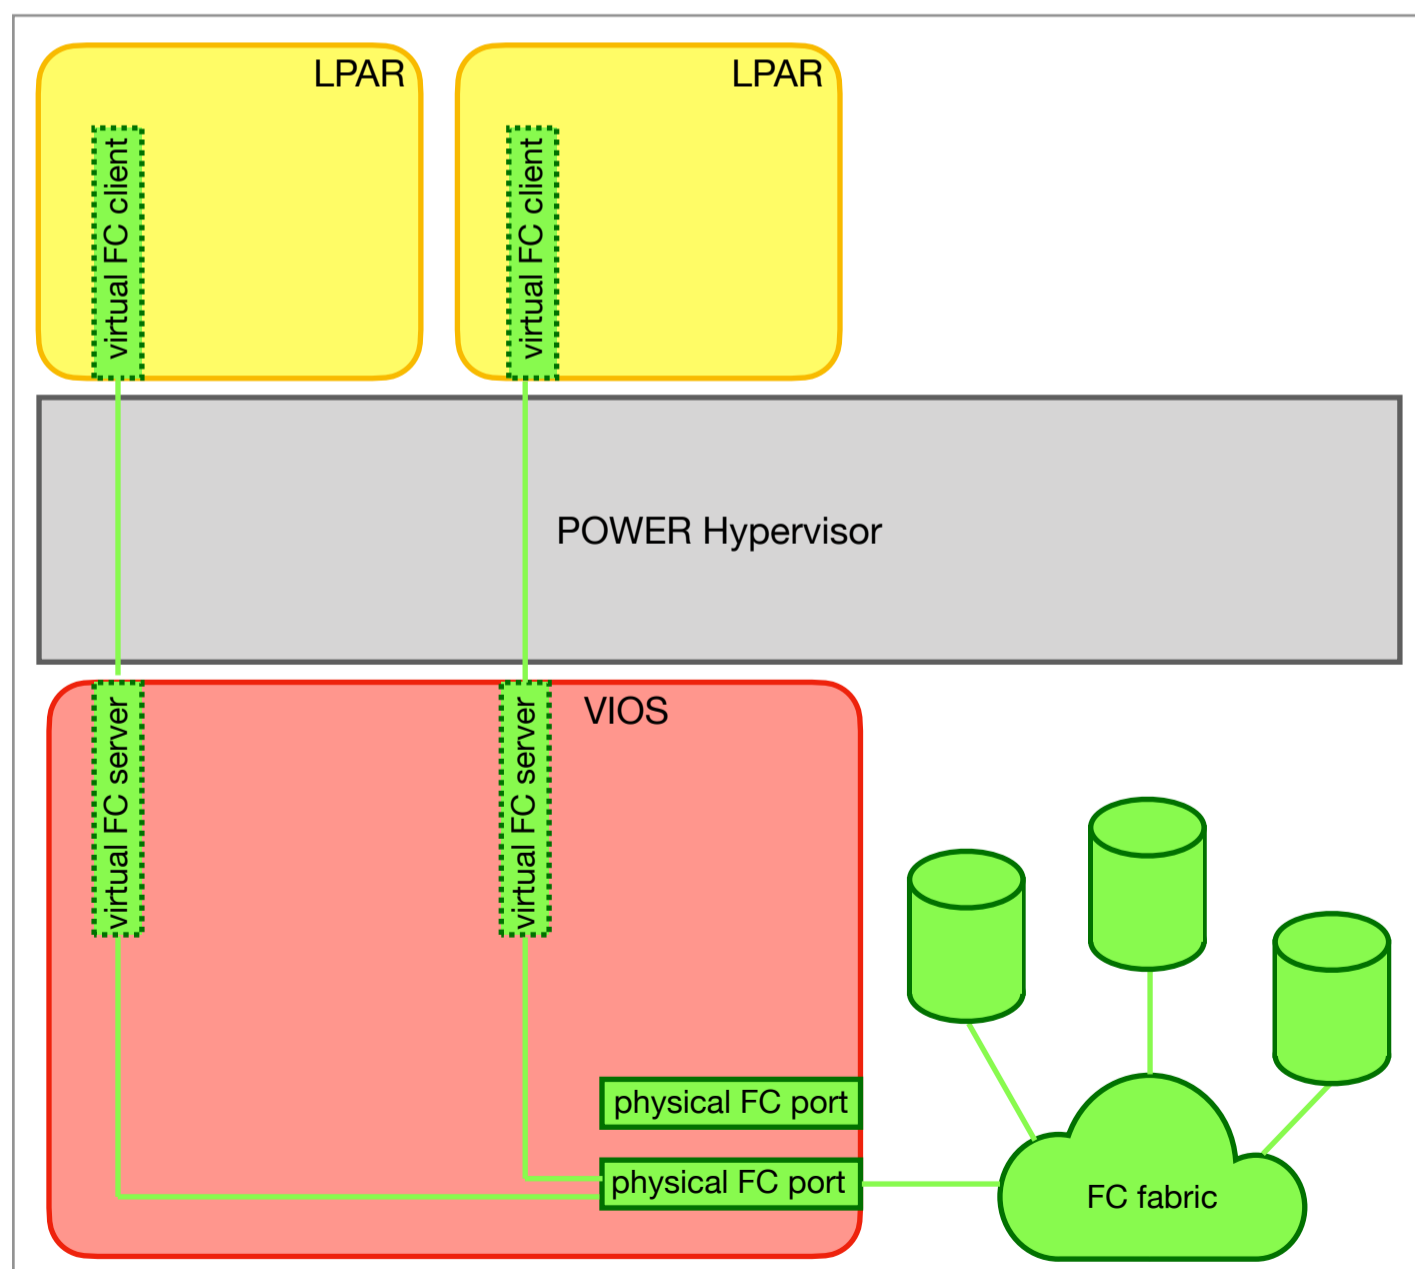 LPAR
LPAR
virtual FC client
virtual FC client
POWER Hypervisor
VIOS
virtual FC server
virtual FC server
physical FC port
physical FC port
FC fabric